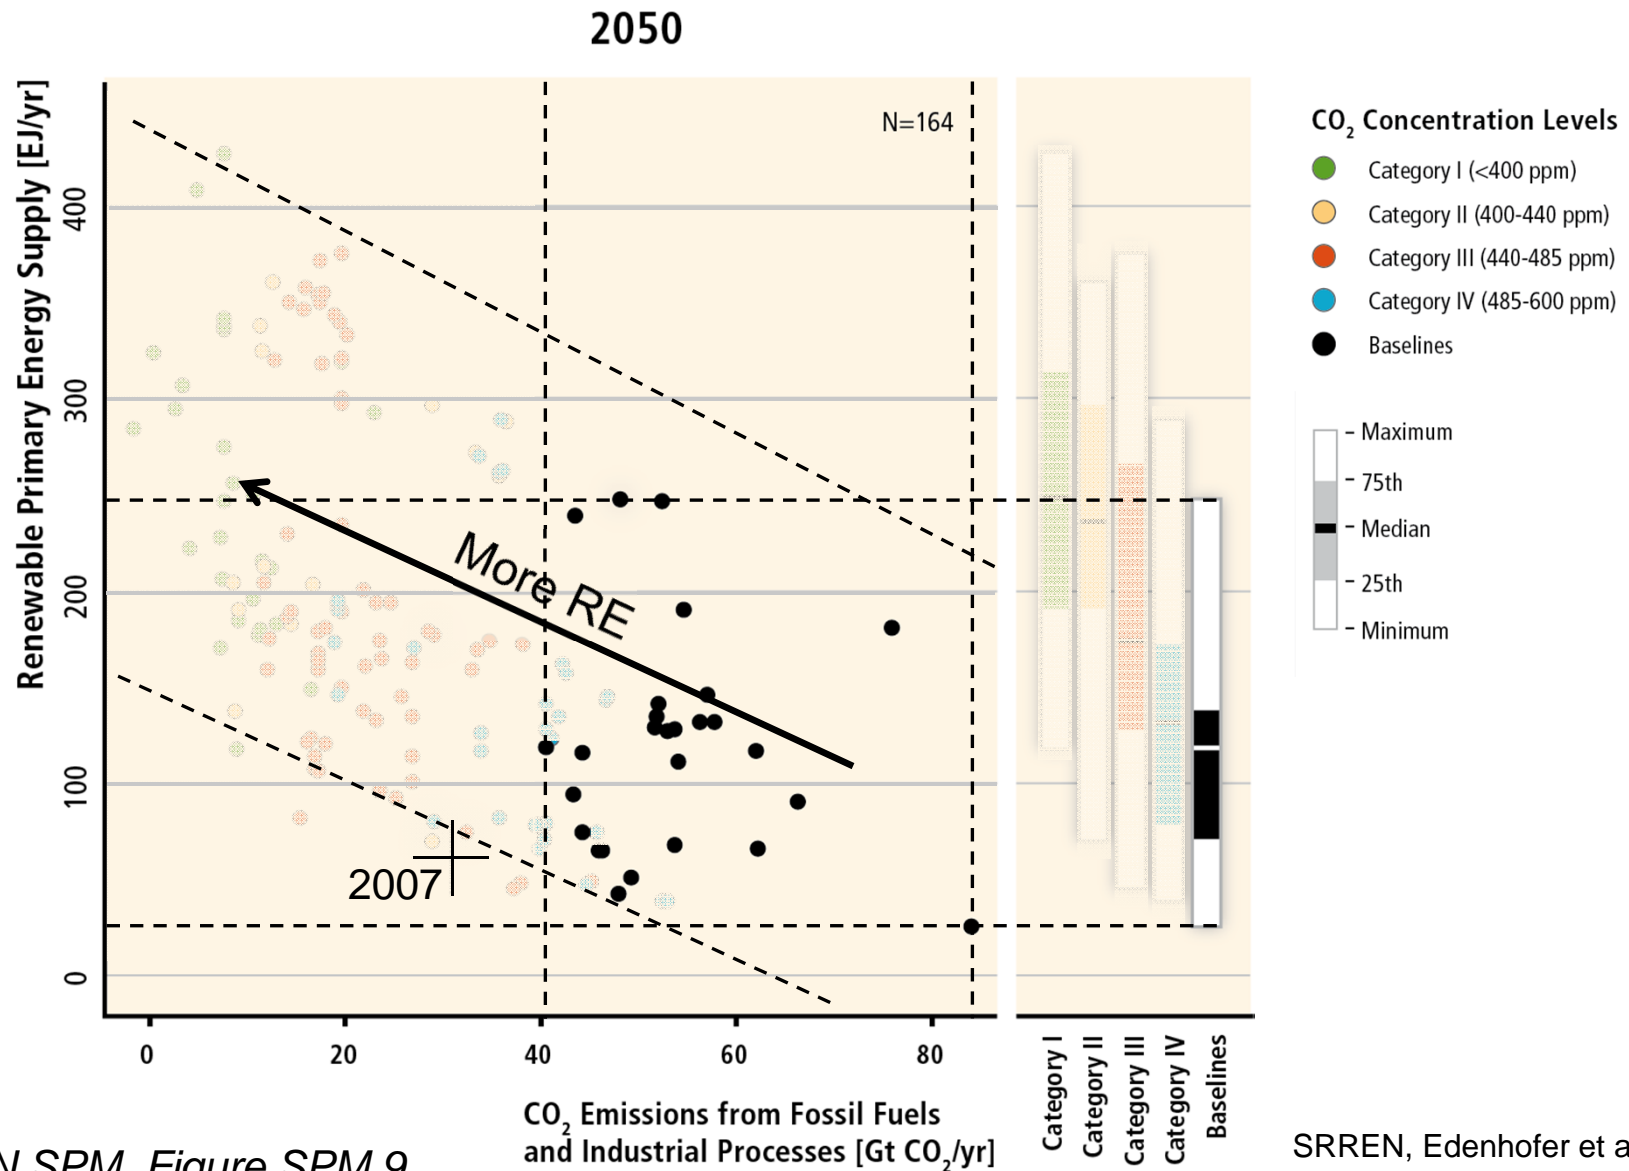 2050
Renewable Primary Energy Supply [EJ/yr]
N=164
400
300
200
100
0
More RE
2007
0 20 40 60 80
CO2 Emissions from Fossil Fuels
and Industrial Processes [Gt CO2/yr]
Category I
Category II
Category III
Category IV
Baselines
CO2 Concentration Levels
Category I (<400 ppm)
Category II (400-440 ppm)
Category III (440-485 ppm)
Category IV (485-600 ppm)
Baselines
Maximum
75th
Median
25th
Minimum
N SPM, Figure SPM.9
SRREN, Edenhofer et a